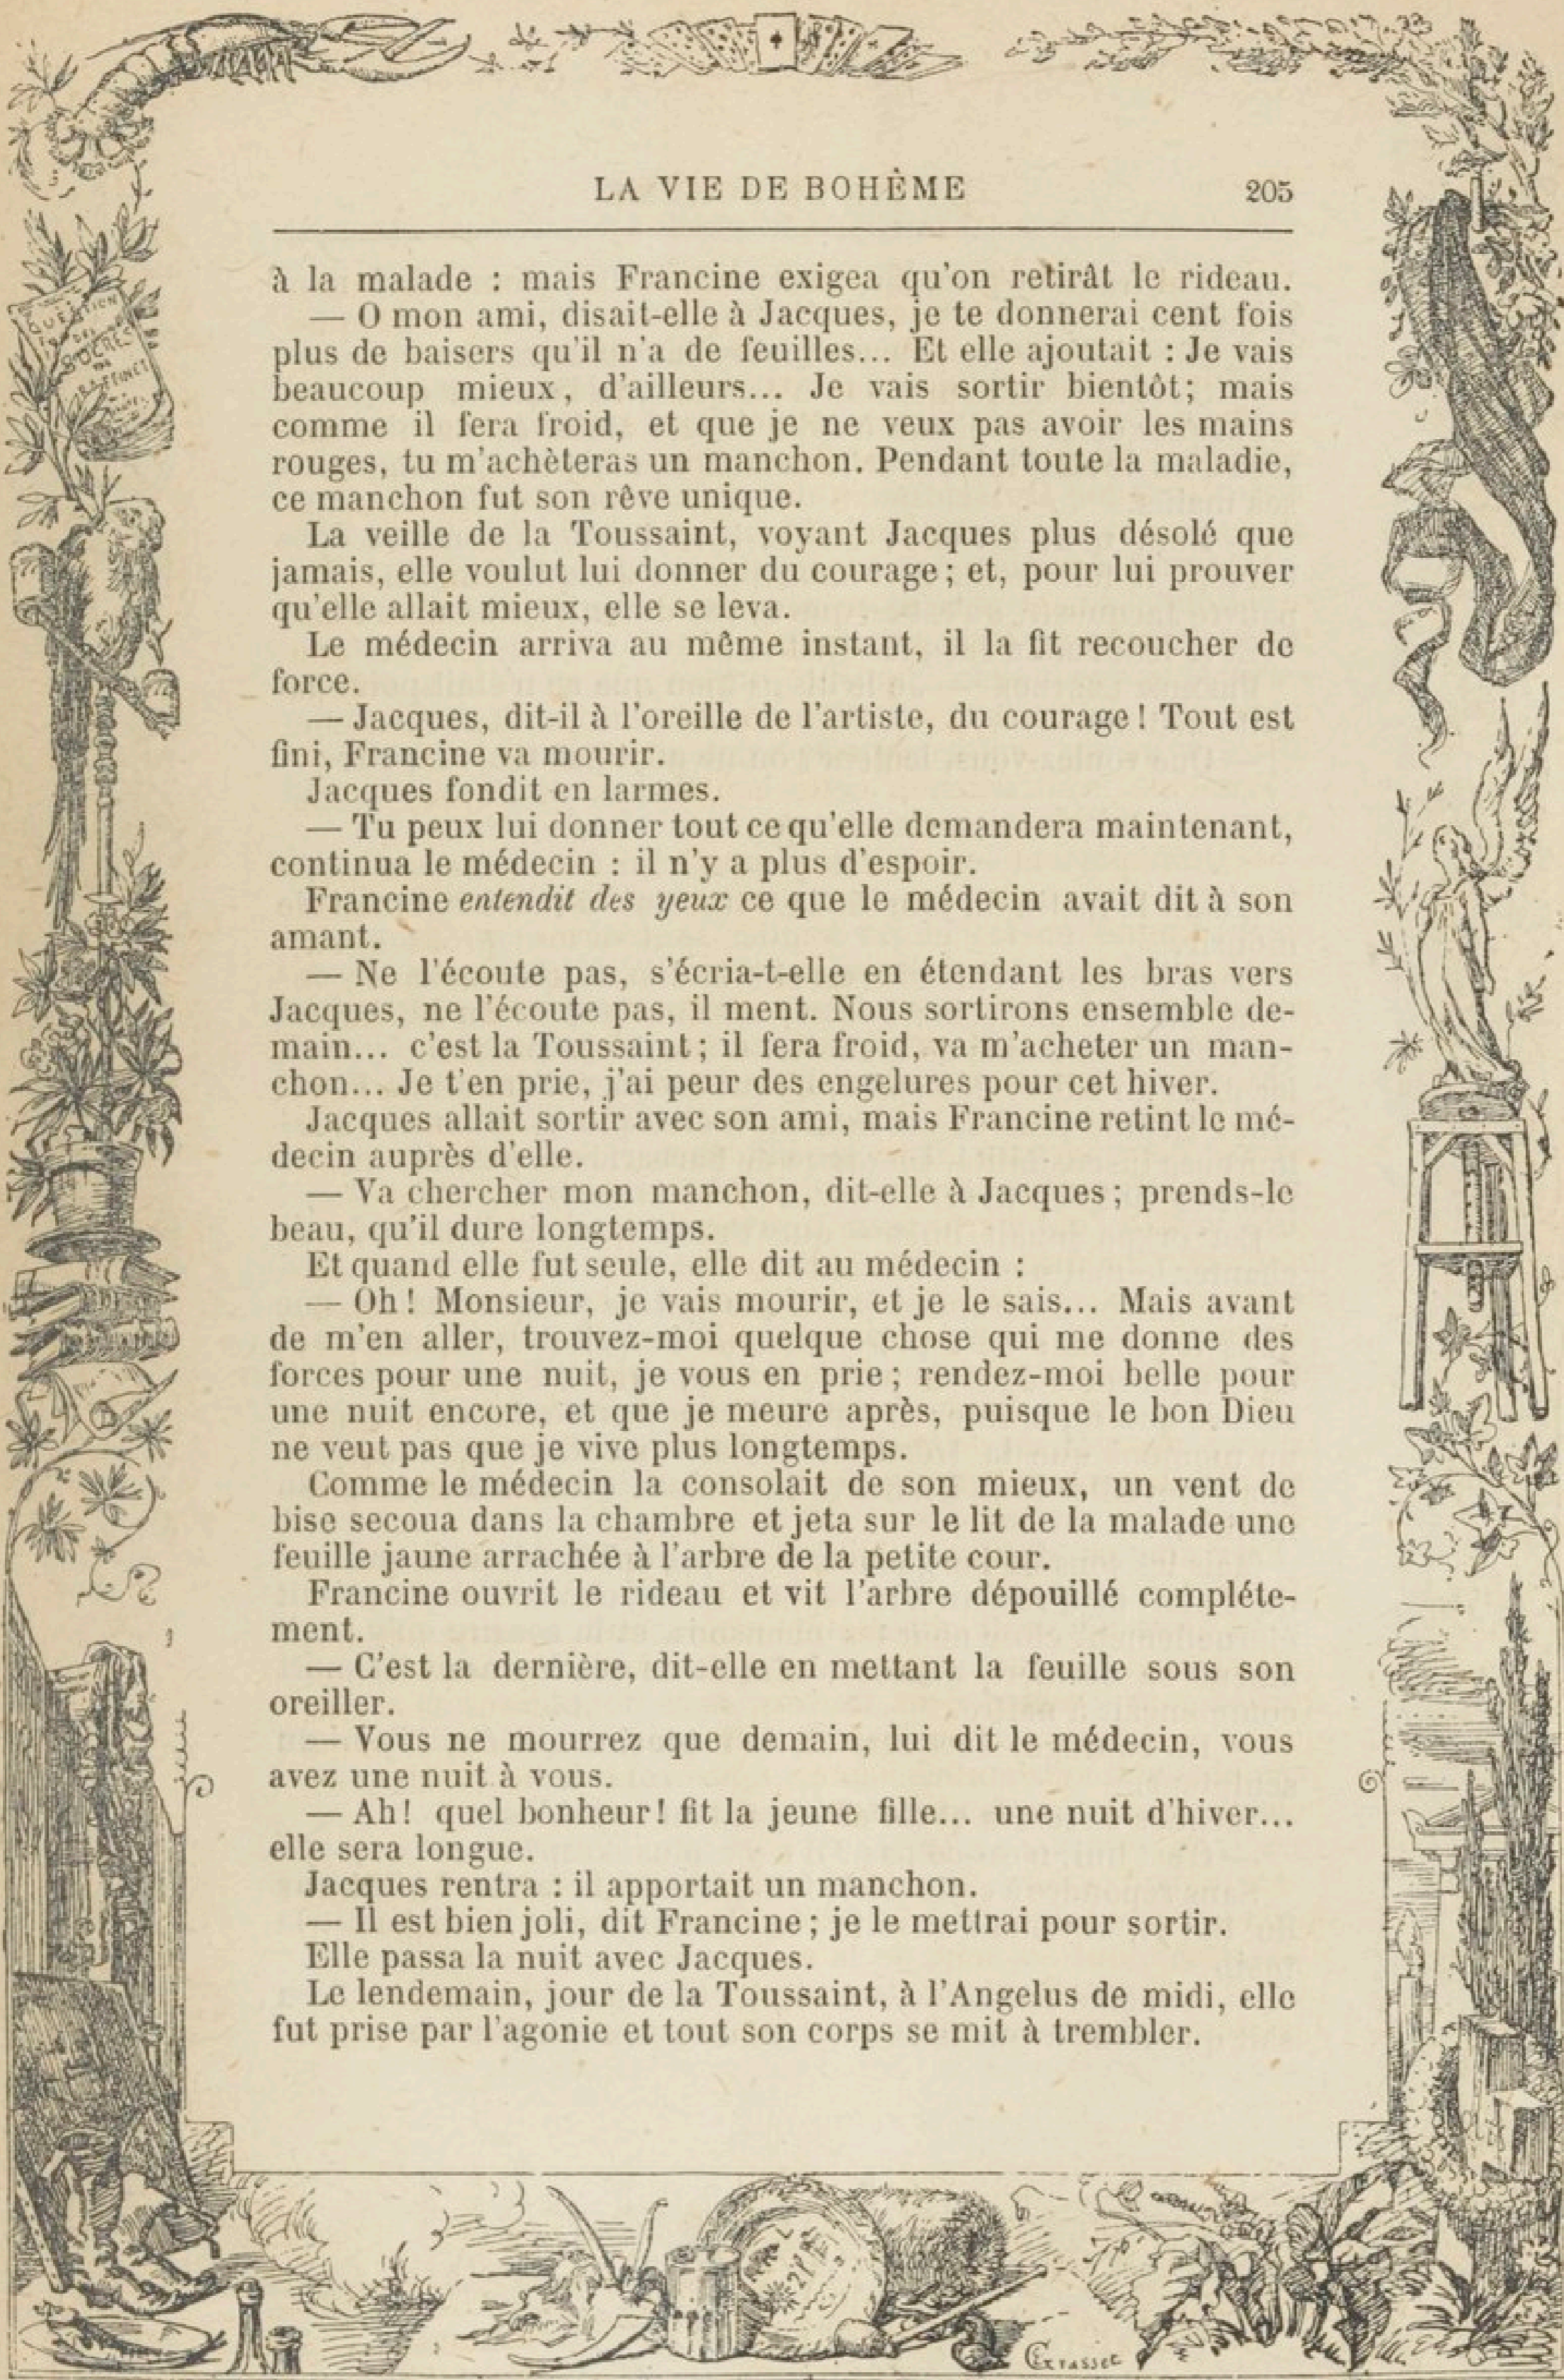 LA VIE DE BOHÈME 205
à la malade : mais Francine exigea qu'on retirât le rideau.
— O mon ami, disait-elle à Jacques, je te donnerai cent fois
plus de baisers qu'il n'a de feuilles... Et elle ajoutait : Je vais
beaucoup mieux, d'ailleurs... Je vais sortir bientôt; mais
comme il fera froid, et que je ne veux pas avoir les mains
rouges, tu m'achèteras un manchon. Pendant toute la maladie,
ce manchon fut son rêve unique.
La veille de la Toussaint, voyant Jacques plus désolé que
jamais, elle voulut lui donner du courage; et, pour lui prouver
qu'elle allait mieux, elle se leva.
Le médecin arriva au même instant, il la fit recoucher de
force.
— Jacques, dit-il à l'oreille de l'artiste, du courage! Tout est
fini, Francine va mourir.
Jacques fondit en larmes.
— Tu peux lui donner tout ce qu'elle demandera maintenant,
continua le médecin : il n'y a plus d'espoir.
Francine entendit des yeux ce que le médecin avait dit à son
amant.
— Ne l'écoute pas, s'écria-t-elle en étendant les bras vers
Jacques, ne l'écoute pas, il ment. Nous sortirons ensemble de-
main... c'est la Toussaint; il fera froid, va m'acheter un man-
chon... Je t'en prie, j'ai peur des engelures pour cet hiver.
Jacques allait sortir avec son ami, mais Francine retint le mé-
decin auprès d'elle.
— Va chercher mon manchon, dit-elle à Jacques; prends-le
beau, qu'il dure longtemps.
Et quand elle fut seule, elle dit au médecin :
— Oh! Monsieur, je vais mourir, et je le sais... Mais avant
de m'en aller, trouvez-moi quelque chose qui me donne des
forces pour une nuit, je vous en prie; rendez-moi belle pour
une nuit encore, et que je meure après, puisque le bon Dieu
ne veut pas que je vive plus longtemps.
Comme le médecin la consolait de son mieux, un vent de
bise secoua dans la chambre et jeta sur le lit de la malade une
feuille jaune arrachée à l'arbre de la petite cour.
Francine ouvrit le rideau et vit l'arbre dépouillé compléte-
ment.
— C'est la dernière, dit-elle en mettant la feuille sous son
oreiller.
— Vous ne mourrez que demain, lui dit le médecin, vous
avez une nuit à vous.
— Ah! quel bonheur! fit la jeune fille... une nuit d'hiver...
elle sera longue.
Jacques rentra : il apportait un manchon.
— Il est bien joli, dit Francine; je le mettrai pour sortir.
Elle passa la nuit avec Jacques.
Le lendemain, jour de la Toussaint, à l'Angelus de midi, elle
fut prise par l'agonie et tout son corps se mit à trembler.
EGrasset